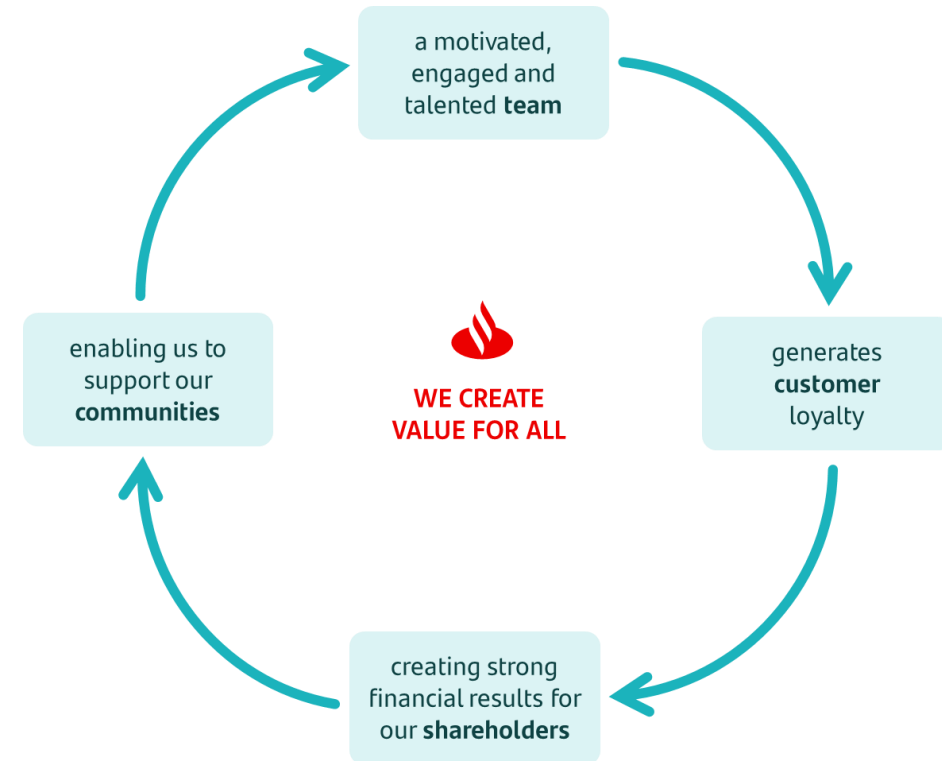 a motivated,
engaged and
talented team
generates
customer
loyalty
creating strong
financial results for
our shareholders
enabling us to
support our
communities
WE CREATE
VALUE FOR ALL